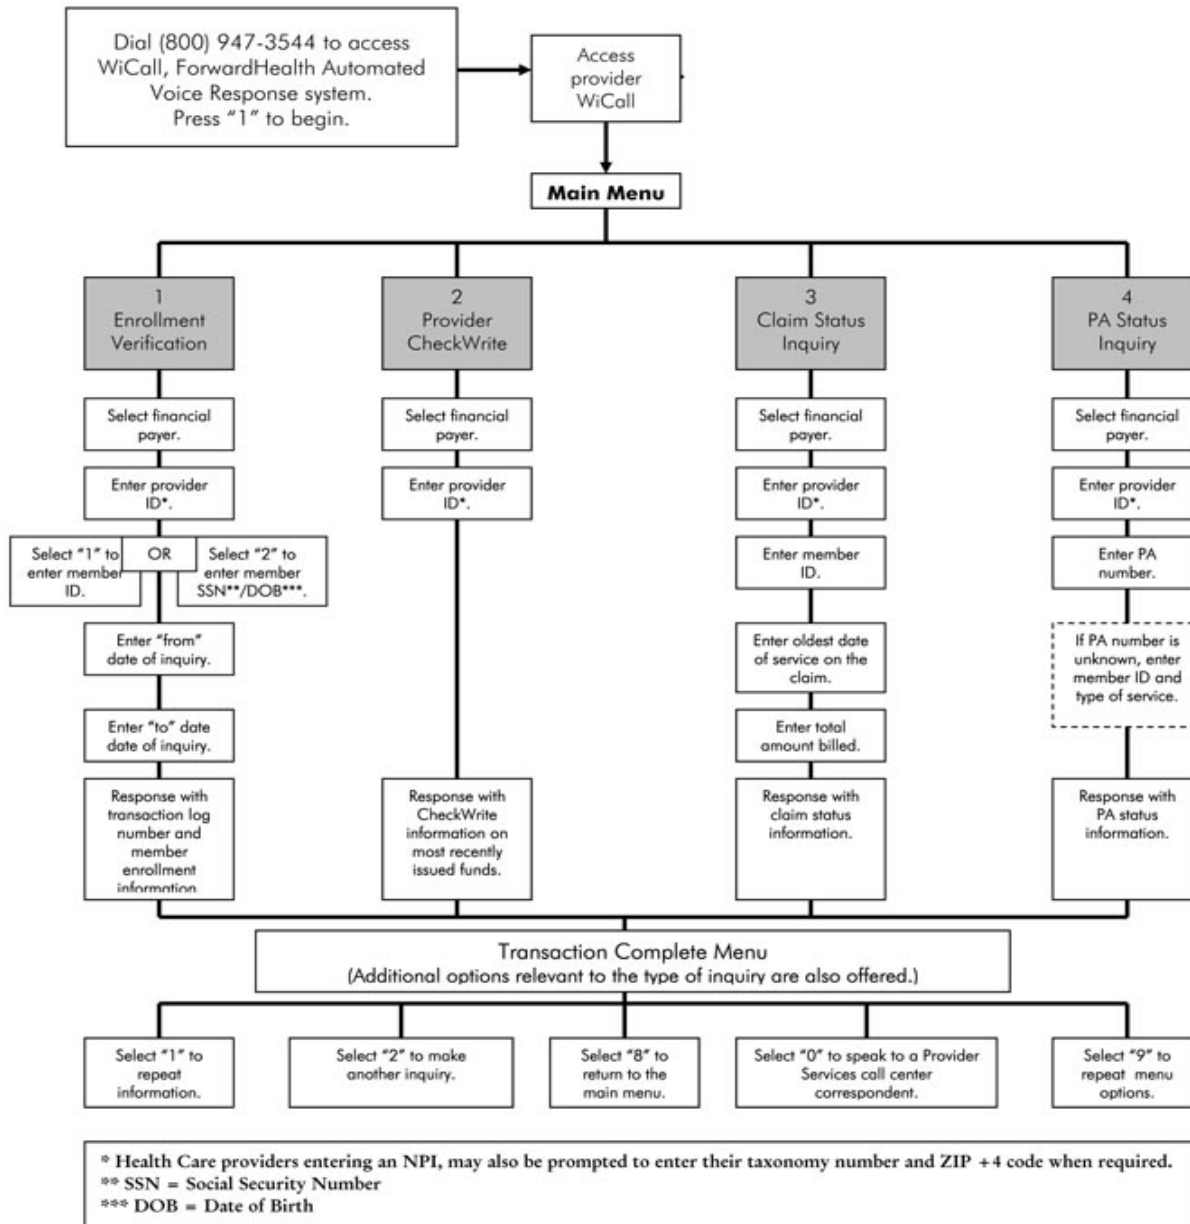 Dial (800) 947-3544 to access
WiCall, ForwardHealth Automated
Voice Response system.
Press "1" to begin.
Access
provider
WiCall
Main Menu
1
Enrollment
Verification
2
Provider
CheckWrite
3
Claim Status
Inquiry
4
PA Status
Inquiry
Select financial
payer.
Select financial
payer.
Select financial
payer.
Select financial
payer.
Enter provider
ID*.
Enter provider
ID*.
Enter provider
ID*.
Enter provider
ID*.
Select "1" to
enter member
ID.
OR
Select "2" to
enter member
SSN**/DOB***.
Enter member
ID.
Enter PA
number.
Enter "from"
date of inquiry.
Enter oldest date
of service on the
claim.
If PA number is
unknown, enter
member ID and
type of service.
Enter "to" date
date of inquiry.
Enter total
amount billed.
Response with
transaction log
number and
member
enrollment
information
Response with
CheckWrite
information on
most recently
issued funds.
Response with
claim status
information.
Response with
PA status
information.
Transaction Complete Menu
(Additional options relevant to the type of inquiry are also offered.)
Select "1" to
repeat
information.
Select "2" to make
another inquiry.
Select "8" to
return to the
main menu.
Select "0" to speak to a Provider
Services call center
correspondent.
Select "9" to
repeat menu
options.
* Health Care providers entering an NPI, may also be prompted to enter their taxonomy number and ZIP +4 code when required.
** SSN = Social Security Number
*** DOB = Date of Birth